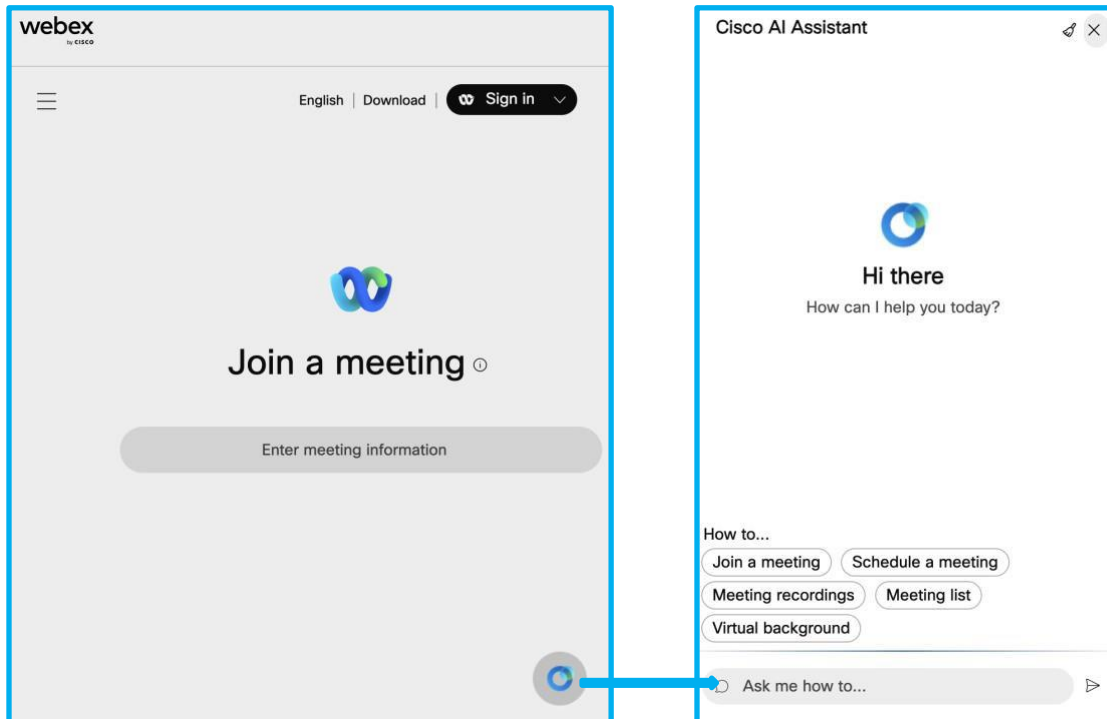 webex
by CISCO
English | Download | Sign in
Join a meeting
Enter meeting information
Cisco AI Assistant
Hi there
How can I help you today?
How to...
Join a meeting Schedule a meeting
Meeting recordings Meeting list
Virtual background
Ask me how to...